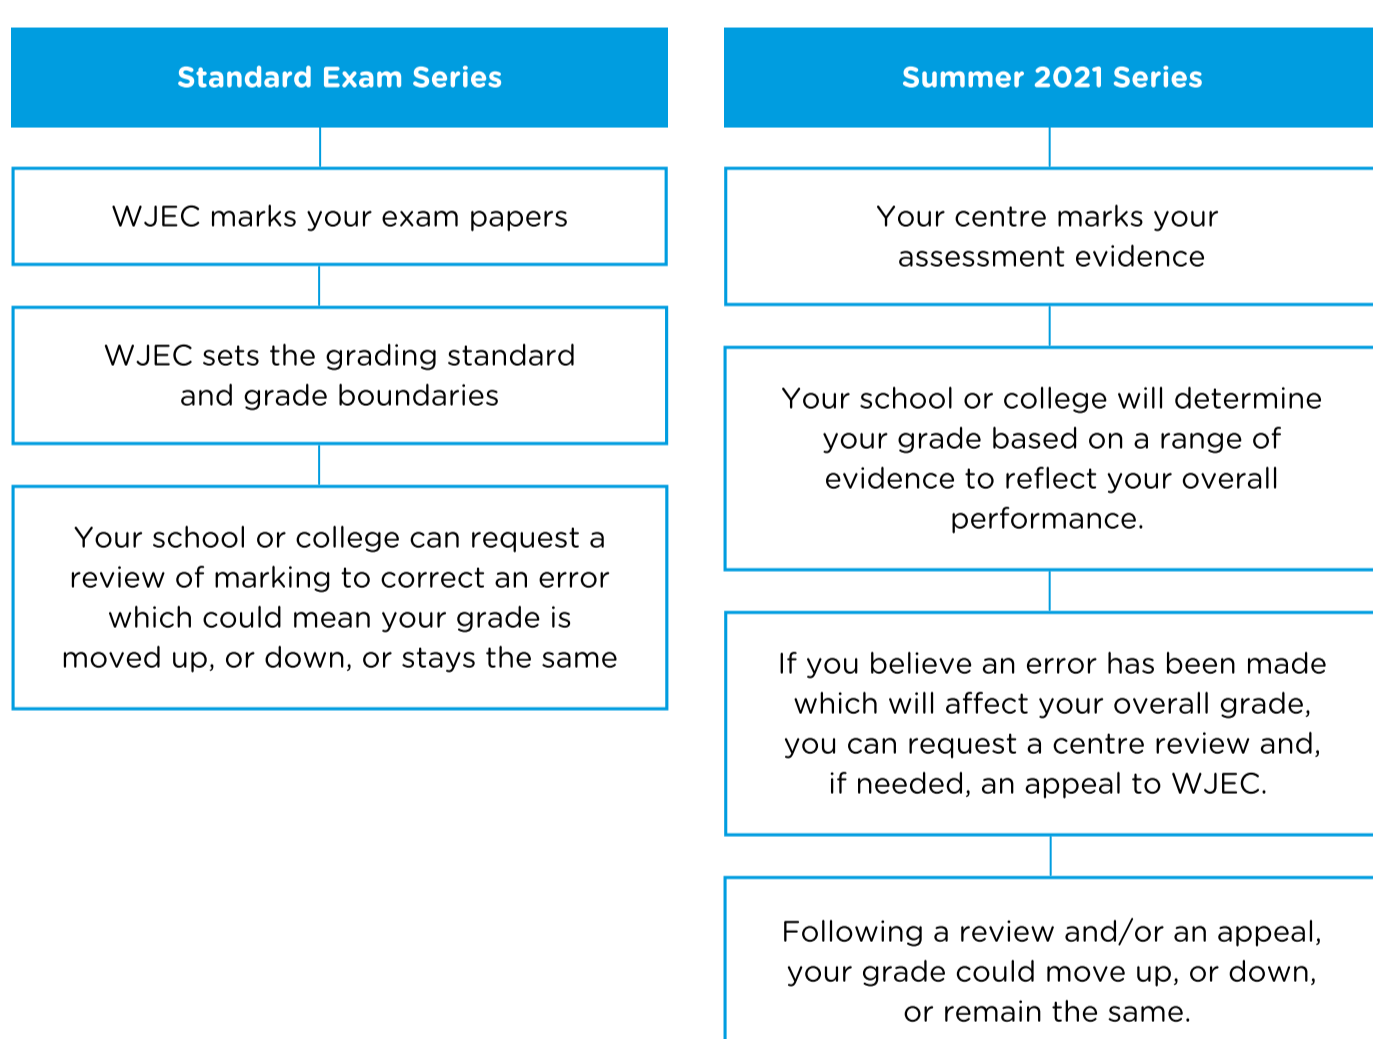 Standard Exam Series
WJEC marks your exam papers
WJEC sets the grading standard
and grade boundaries
Your school or college can request a
review of marking to correct an error
which could mean your grade is
moved up, or down, or stays the same
Summer 2021 Series
Your centre marks your
assessment evidence
Your school or college will determine
your grade based on a range of
evidence to reflect your overall
performance.
If you believe an error has been made
which will affect your overall grade,
you can request a centre review and,
if needed, an appeal to WJEC.
Following a review and/or an appeal,
your grade could move up, or down,
or remain the same.